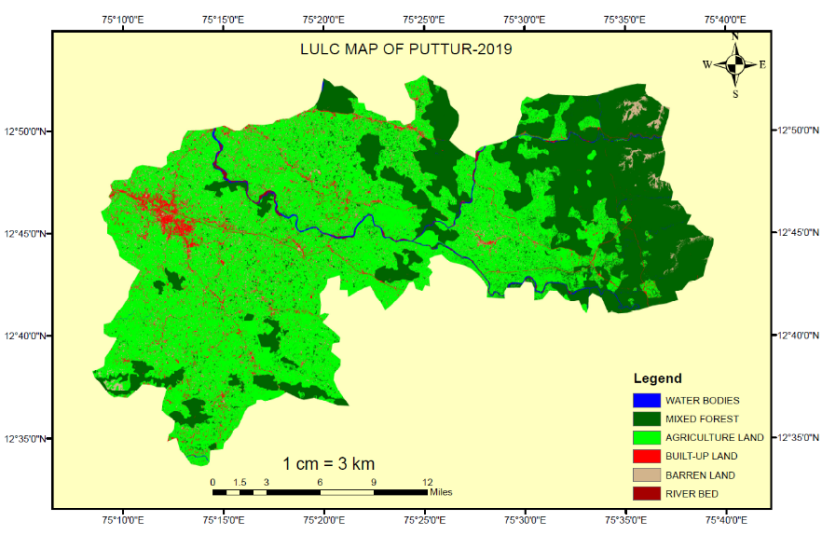 75°10'0"E 75°15'0"E 75°20'0"E 75°25'0"E 75°30'0"E 75°35'0"E 75°40'0"E
LULC MAP OF PUTTUR-2019
N
W E
S
12°50'0"N 12°50'0"N
12°45'0"N 12°45'0"N
12°40'0"N 12°40'0"N
Legend
WATER BODIES
MIXED FOREST
AGRICULTURE LAND
12°35'0"N 12°35'0"N
BUILT-UP LAND
BARREN LAND
RIVER BED
1 cm = 3 km
0 1.5 3 6 9 12
Miles
75°10'0"E 75°15'0"E 75°20'0"E 75°25'0"E 75°30'0"E 75°35'0"E 75°40'0"E